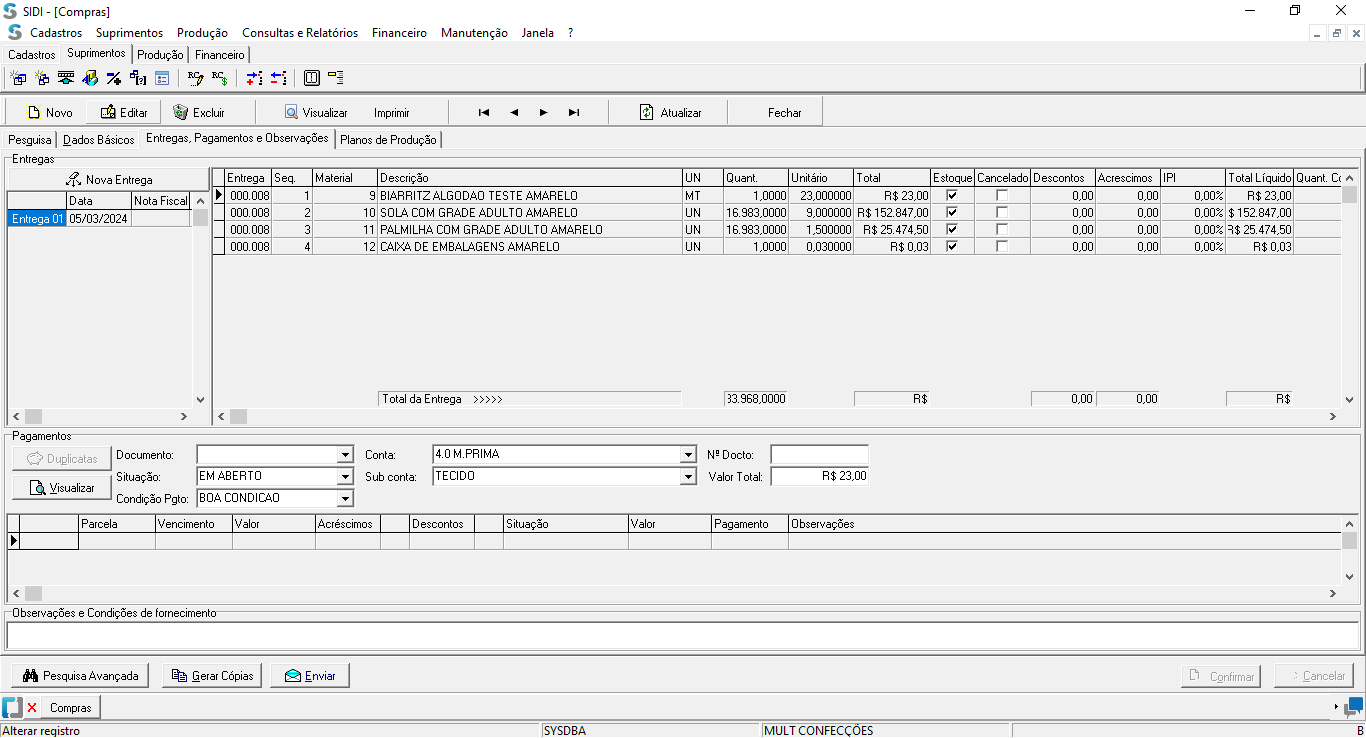 SIDI - [Compras]
Cadastros Suprimentos Produção Consultas e Relatórios Financeiro Manutenção Janela ?
Cadastros Suprimentos Produção Financeiro
Novo Editar Excluir Visualizar Imprimir Atualizar Fechar
Pesquisa Dados Básicos Entregas, Pagamentos e Observações Planos de Produção
Entregas
Nova Entrega
Data Nota Fiscal
Entrega 01 05/03/2024
Entrega Seq. Material Descrição UN Quant. Unitário Total Estoque Cancelado Descontos Acrescimos IPI Total Líquido Quant. Co
000.008 1 9 BIARRITZ ALGODAO TESTE AMARELO MT 1,0000 23,000000 R$ 23,00 0,00 0,00 0,00% R$ 23,00
000.008 2 10 SOLA COM GRADE ADULTO AMARELO UN 16.983,0000 9,000000 R$ 152.847,00 0,00 0,00 0,00% $ 152.847,00
000.008 3 11 PALMILHA COM GRADE ADULTO AMARELO UN 16.983,0000 1,500000 R$ 25.474,50 0,00 0,00 0,00% R$ 25.474,50
000.008 4 12 CAIXA DE EMBALAGENS AMARELO UN 1,0000 0,030000 R$ 0,03 0,00 0,00 0,00% R$ 0,03
Total da Entrega >>>>> 33.968,0000 R$ 0,00 0,00 R$
Pagamentos
Duplicatas Documento: Conta: 4.0 M.PRIMA Nº Docto:
Visualizar Situação: EM ABERTO Sub conta: TECIDO Valor Total: R$ 23,00
Condição Pgto: BOA CONDICAO
Parcela Vencimento Valor Acréscimos Descontos Situação Valor Pagamento Observações
Observações e Condições de fornecimento
Pesquisa Avançada Gerar Cópias Enviar Confirmar Cancelar
Compras
Alterar registro SYSDBA MULT CONFECÇÕES B